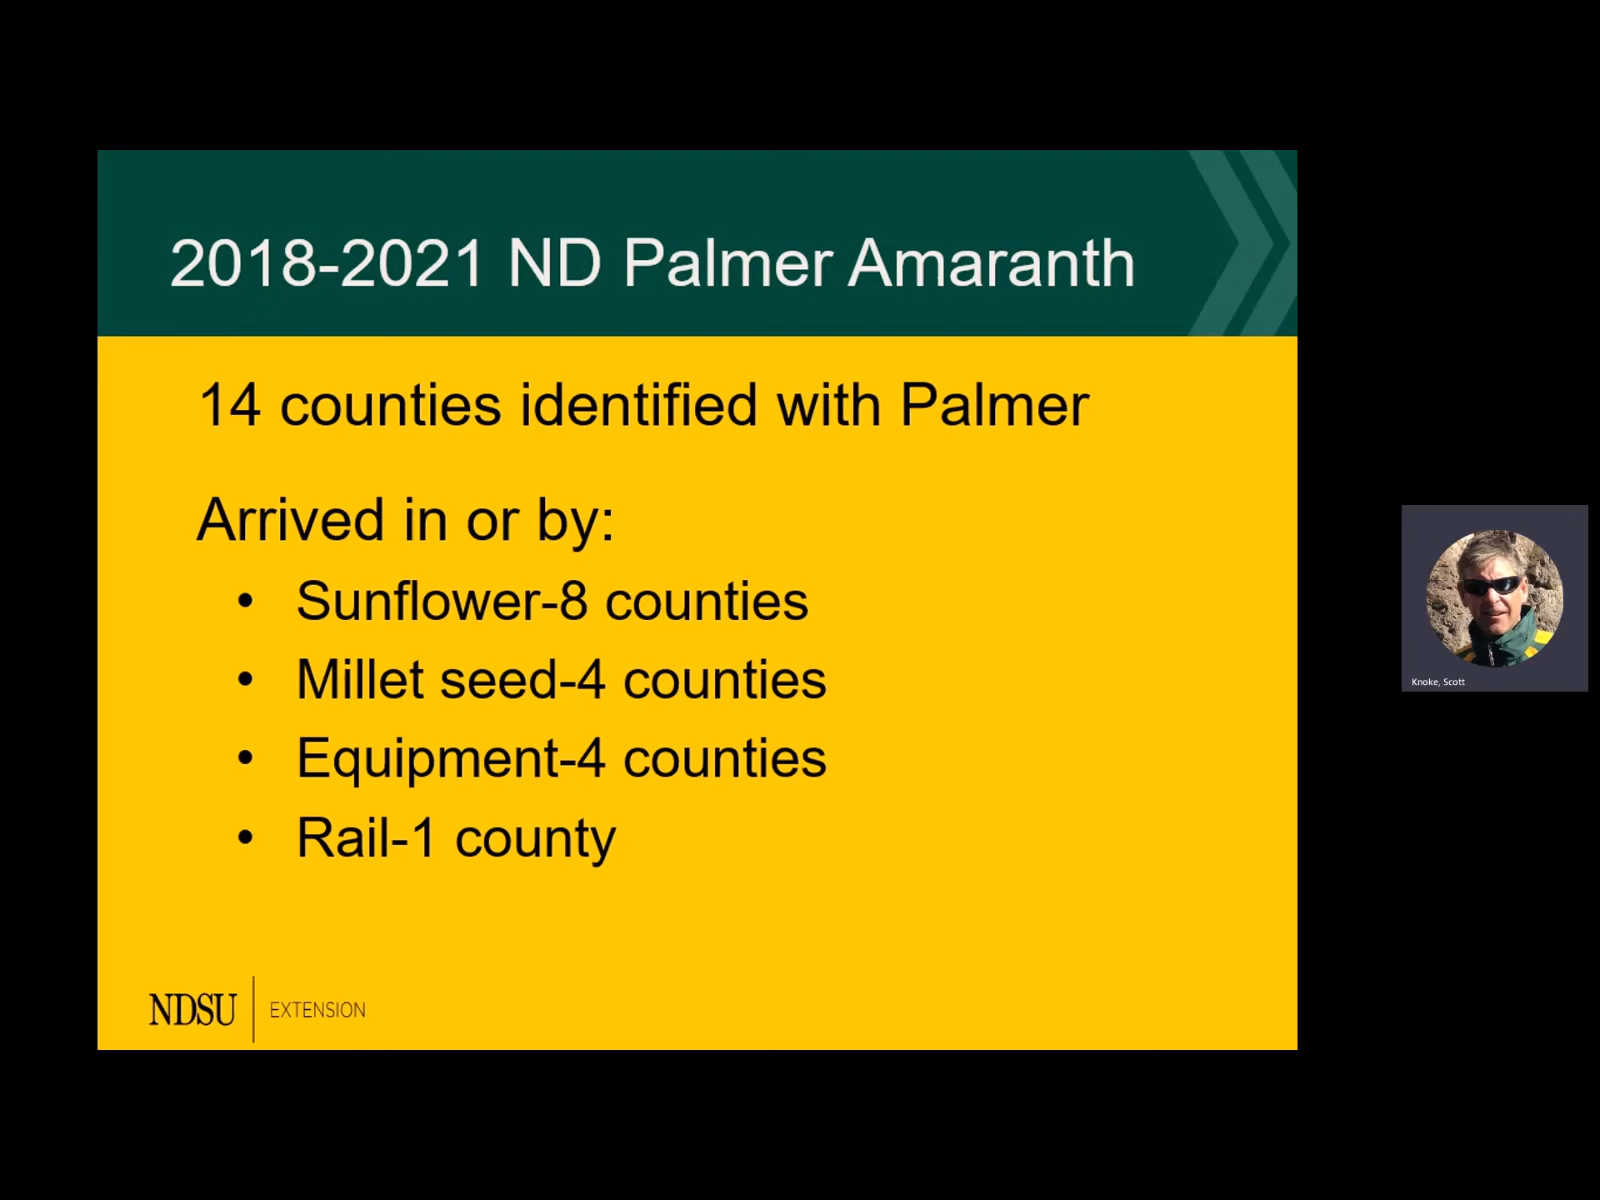 2018-2021 ND Palmer Amaranth
14 counties identified with Palmer
Arrived in or by:
• Sunflower-8 counties
• Millet seed-4 counties
• Equipment-4 counties
• Rail-1 county
NDSU EXTENSION
Knoke, Scott